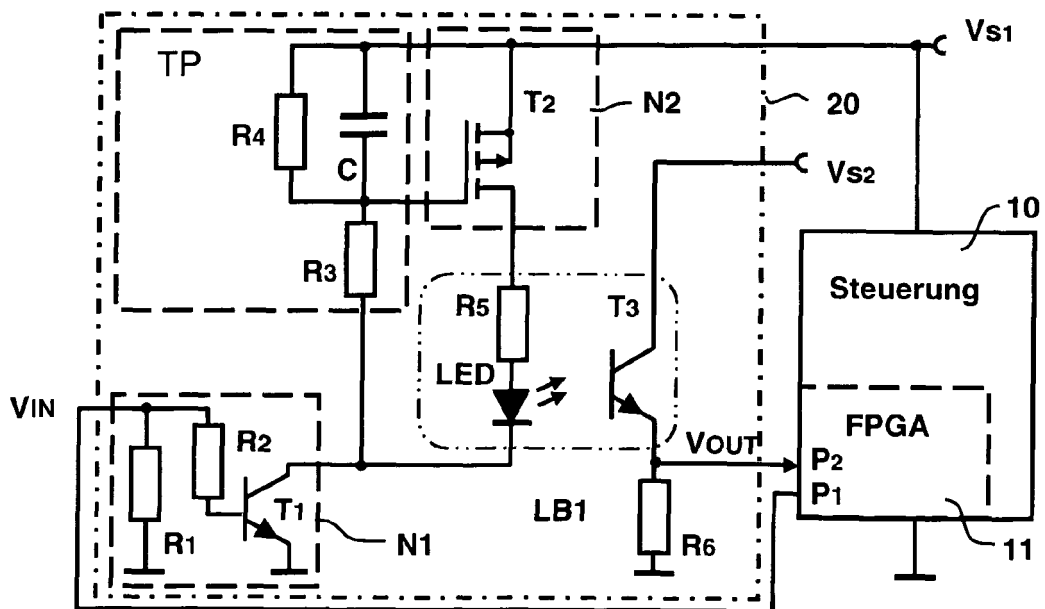 VS1
TP
T2
N2
20
R4
C
VS2
10
R3
Steuerung
R5
T3
LED
VIN
FPGA
R2
VOUT
P2
P1
T1
LB1
R1
N1
R6
11